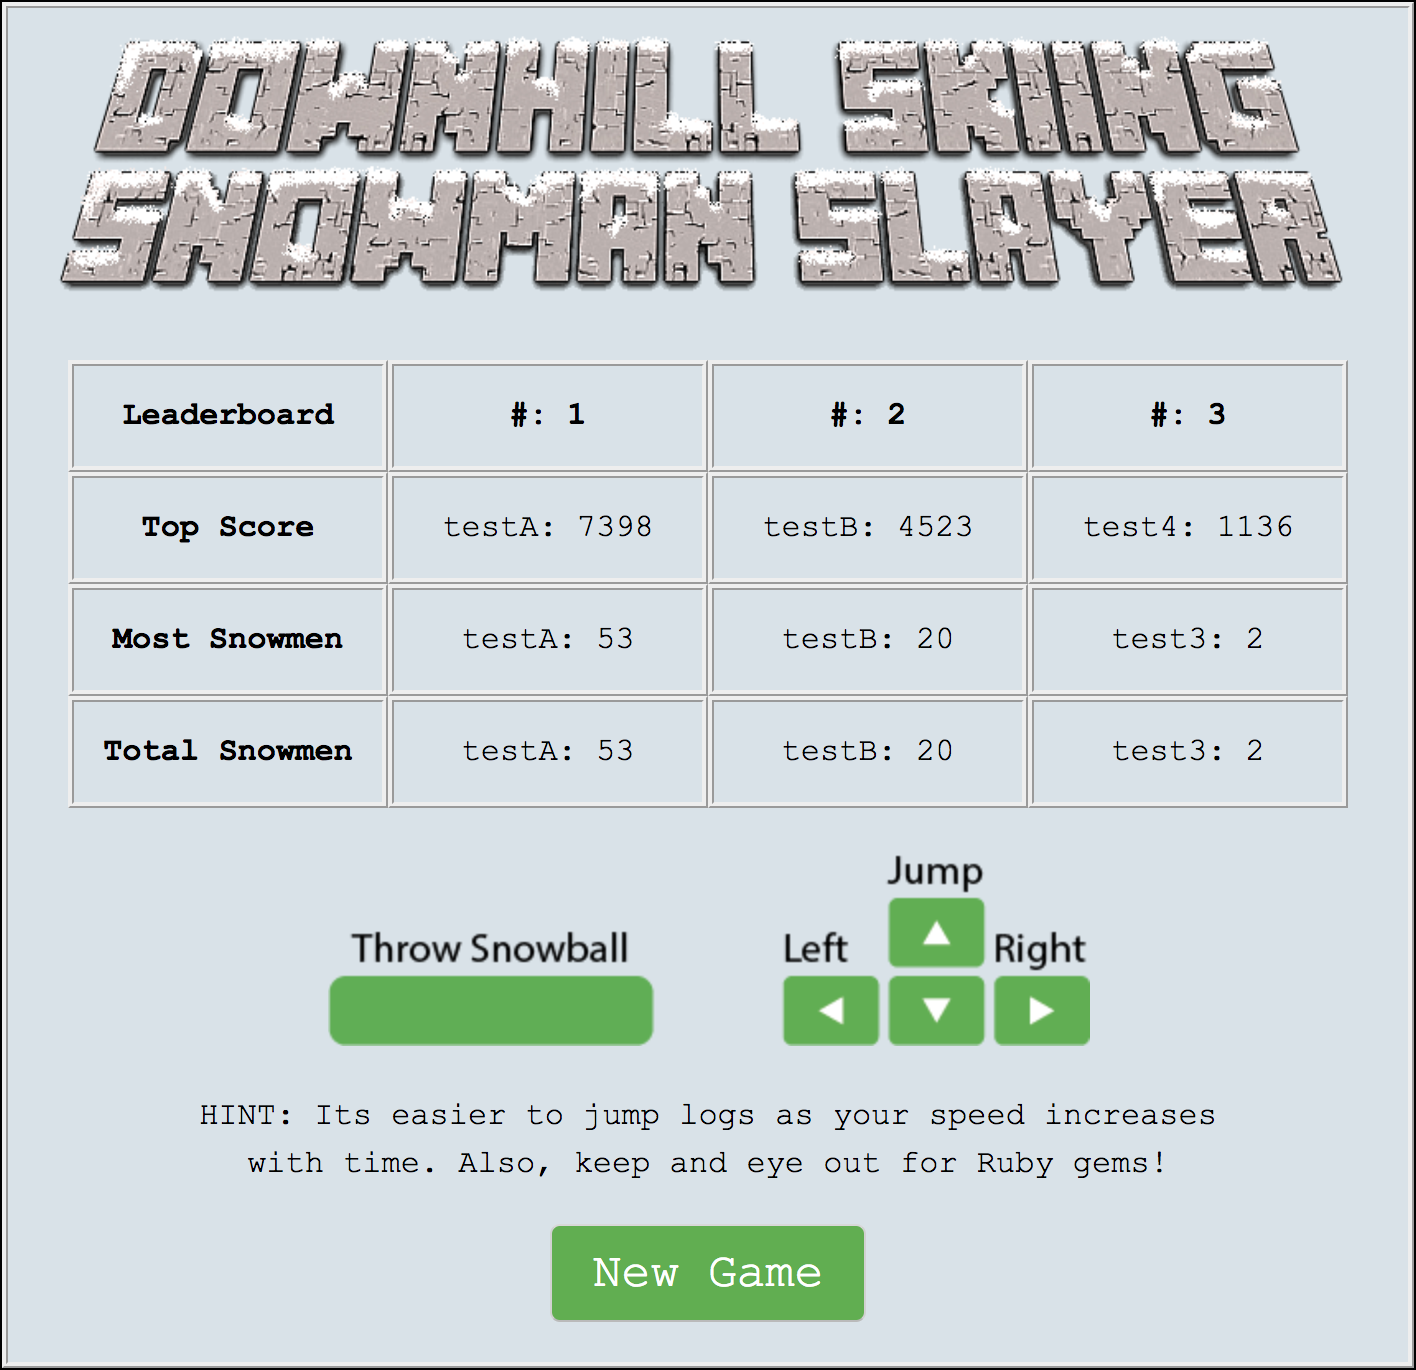 DOWNHILL SKIING
SNOWMAN SLAYER
Leaderboard #: 1 #: 2 #: 3
Top Score testA: 7398 testB: 4523 test4: 1136
Most Snowmen testA: 53 testB: 20 test3: 2
Total Snowmen testA: 53 testB: 20 test3: 2
Jump
Throw Snowball Left Right
HINT: Its easier to jump logs as your speed increases
with time. Also, keep and eye out for Ruby gems!
New Game